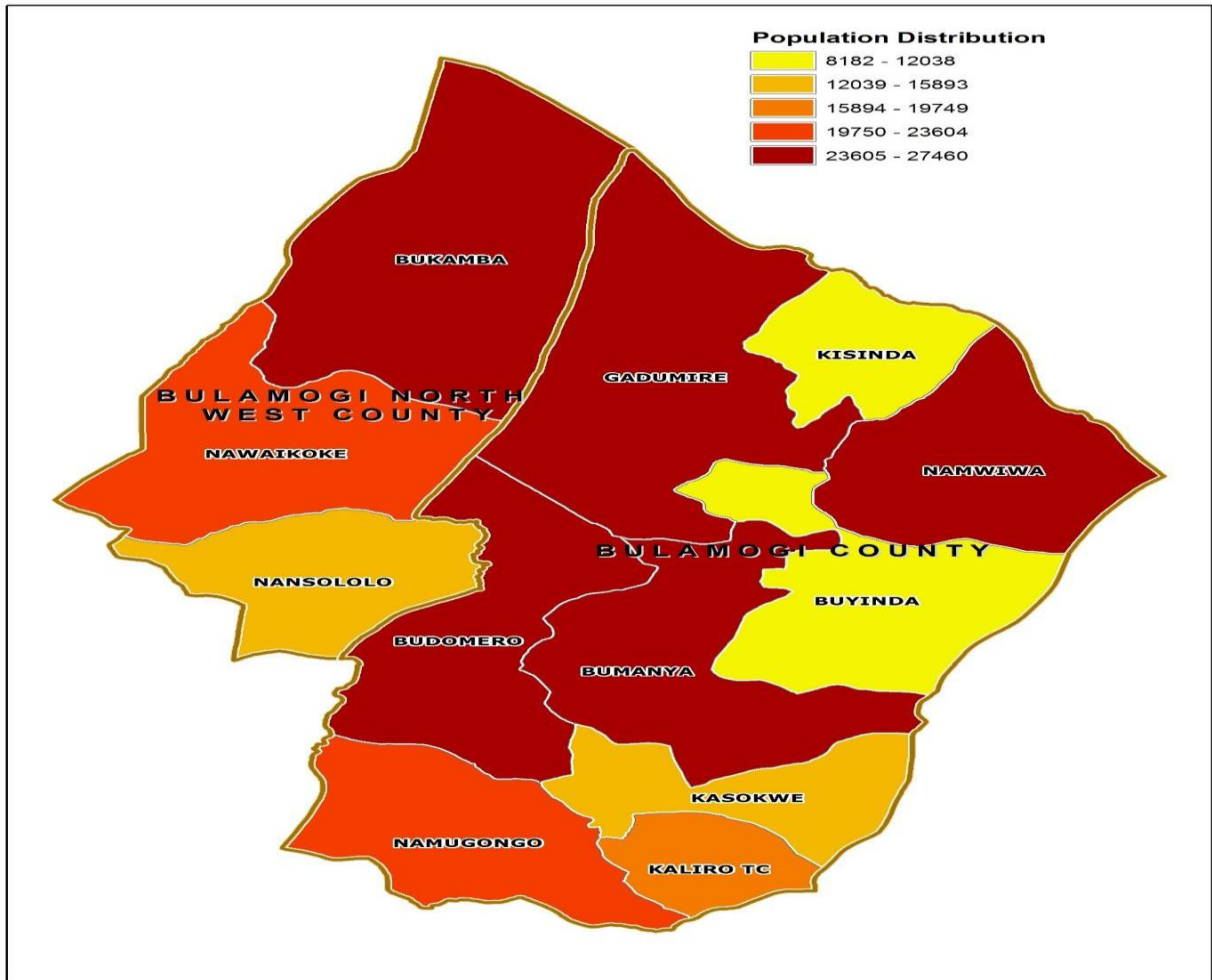 Population Distribution
8182 - 12038
12039 - 15893
15894 - 19749
19750 - 23604
23605 - 27460
BUKAMBA
KISINDA
GADUMIRE
BULAMOGI NORTH
WEST COUNTY
NAWAIKOKE
NAMWIWA
BULAMOGI COUNTY
NANSOLOLO
BUYINDA
BUDOMERO
BUMANYA
KASOKWE
NAMUGONGO
KALIRO TC